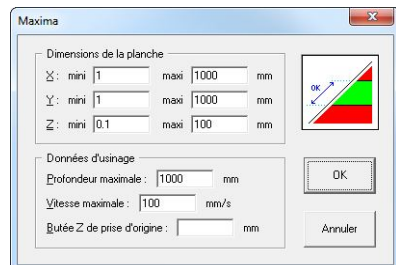 Maxima
Dimensions de la planche
X : mini 1 maxi 1000 mm
Y : mini 1 maxi 1000 mm
Z : mini 0.1 maxi 100 mm
OK
Données d'usinage
Profondeur maximale : 1000 mm
Vitesse maximale : 100 mm/s
Butée Z de prise d'origine : mm
OK
Annuler